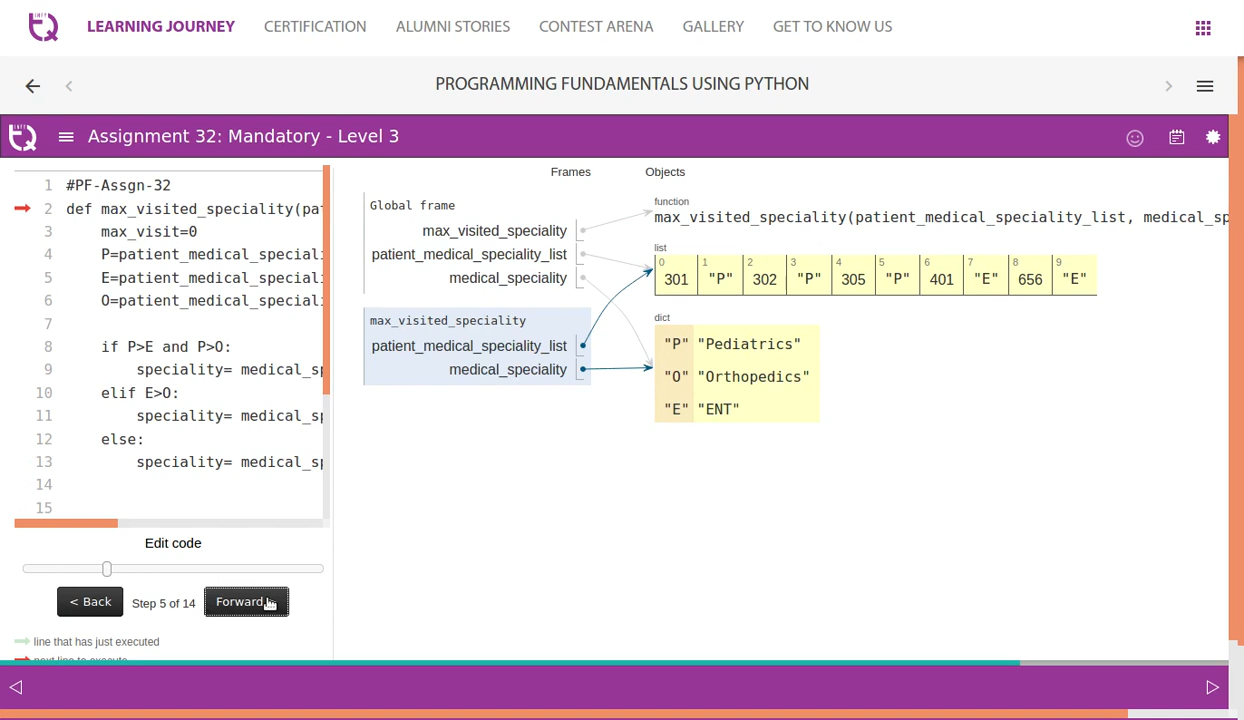 LEARNING JOURNEY CERTIFICATION ALUMNI STORIES CONTEST ARENA GALLERY GET TO KNOW US
PROGRAMMING FUNDAMENTALS USING PYTHON
Assignment 32: Mandatory - Level 3
1 #PF-Assgn-32
2 def max_visited_speciality(pat
3 max_visit=0
4 P=patient_medical_speciali
5 E=patient_medical_speciali
6 O=patient_medical_speciali
7
8 if P>E and P>O:
9 speciality= medical_sp
10 elif E>O:
11 speciality= medical_sp
12 else:
13 speciality= medical_sp
14
15
Edit code
< Back Step 5 of 14 Forward
line that has just executed
next line to execute
Frames Objects
Global frame
max_visited_speciality
patient_medical_speciality_list
medical_speciality
max_visited_speciality
patient_medical_speciality_list
medical_speciality
function
max_visited_speciality(patient_medical_speciality_list, medical_sp
list
0 1 2 3 4 5 6 7 8 9
301 "P" 302 "P" 305 "P" 401 "E" 656 "E"
dict
"P" "Pediatrics"
"O" "Orthopedics"
"E" "ENT"